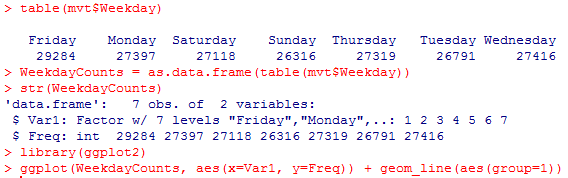 > table(mvt$Weekday)
   Friday    Monday  Saturday    Sunday  Thursday   Tuesday Wednesday
    29284     27397     27118     26316     27319     26791     27416
> WeekdayCounts = as.data.frame(table(mvt$Weekday))
> str(WeekdayCounts)
'data.frame':   7 obs. of  2 variables:
 $ Var1: Factor w/ 7 levels "Friday","Monday",..: 1 2 3 4 5 6 7
 $ Freq: int  29284 27397 27118 26316 27319 26791 27416
> library(ggplot2)
> ggplot(WeekdayCounts, aes(x=Var1, y=Freq)) + geom_line(aes(group=1))